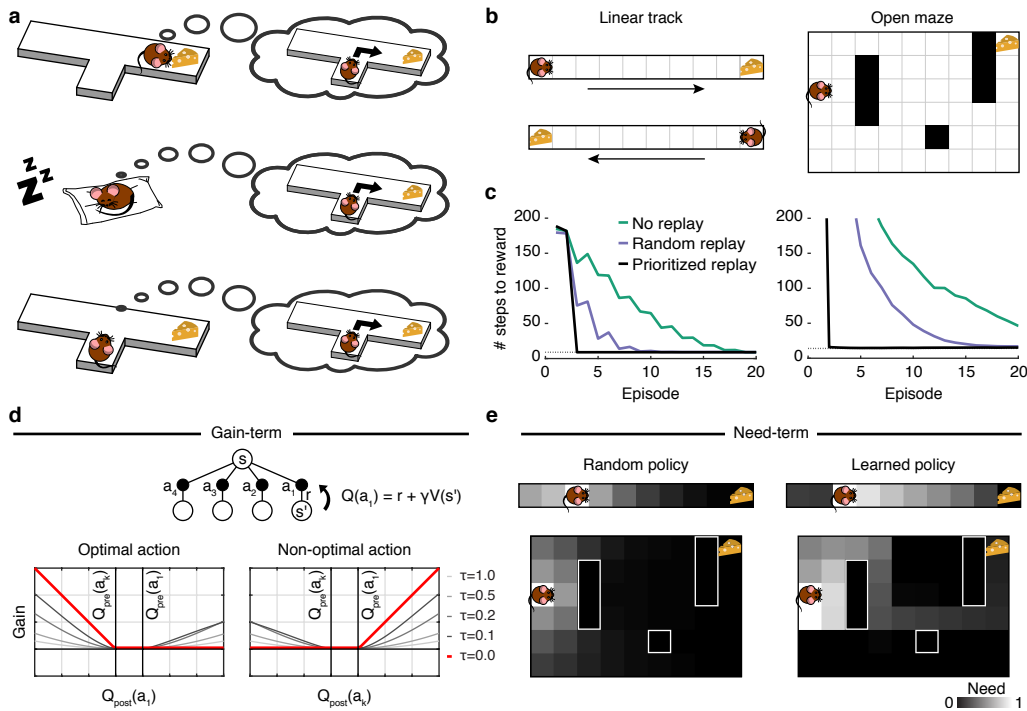 a
z
z
Z
b
Linear track
Open maze
c
200
150
100
50
0
# steps to reward
No replay
Random replay
Prioritized replay
0
5
10
15
20
Episode
200
150
100
50
0
0
5
10
15
20
Episode
d
Gain-term
s
a4
a3
a2
a1
r
s'
Q(a1) = r + γV(s')
Optimal action
Non-optimal action
Gain
Qpre(ak)
Qpre(a1)
Qpre(ak)
Qpre(a1)
τ=1.0
τ=0.5
τ=0.2
τ=0.1
τ=0.0
Qpost(a1)
Qpost(ak)
e
Need-term
Random policy
Learned policy
Need
0
1